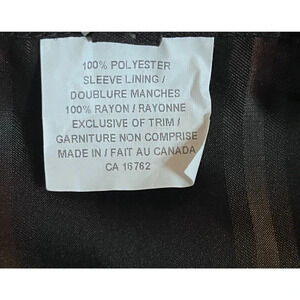 100% POLYESTER
SLEEVE LINING /
DOUBLURE MANCHES
100% RAYON / RAYONNE
EXCLUSIVE OF TRIM /
GARNITURE NON COMPRISE
MADE IN / FAIT AU CANADA
CA 16762